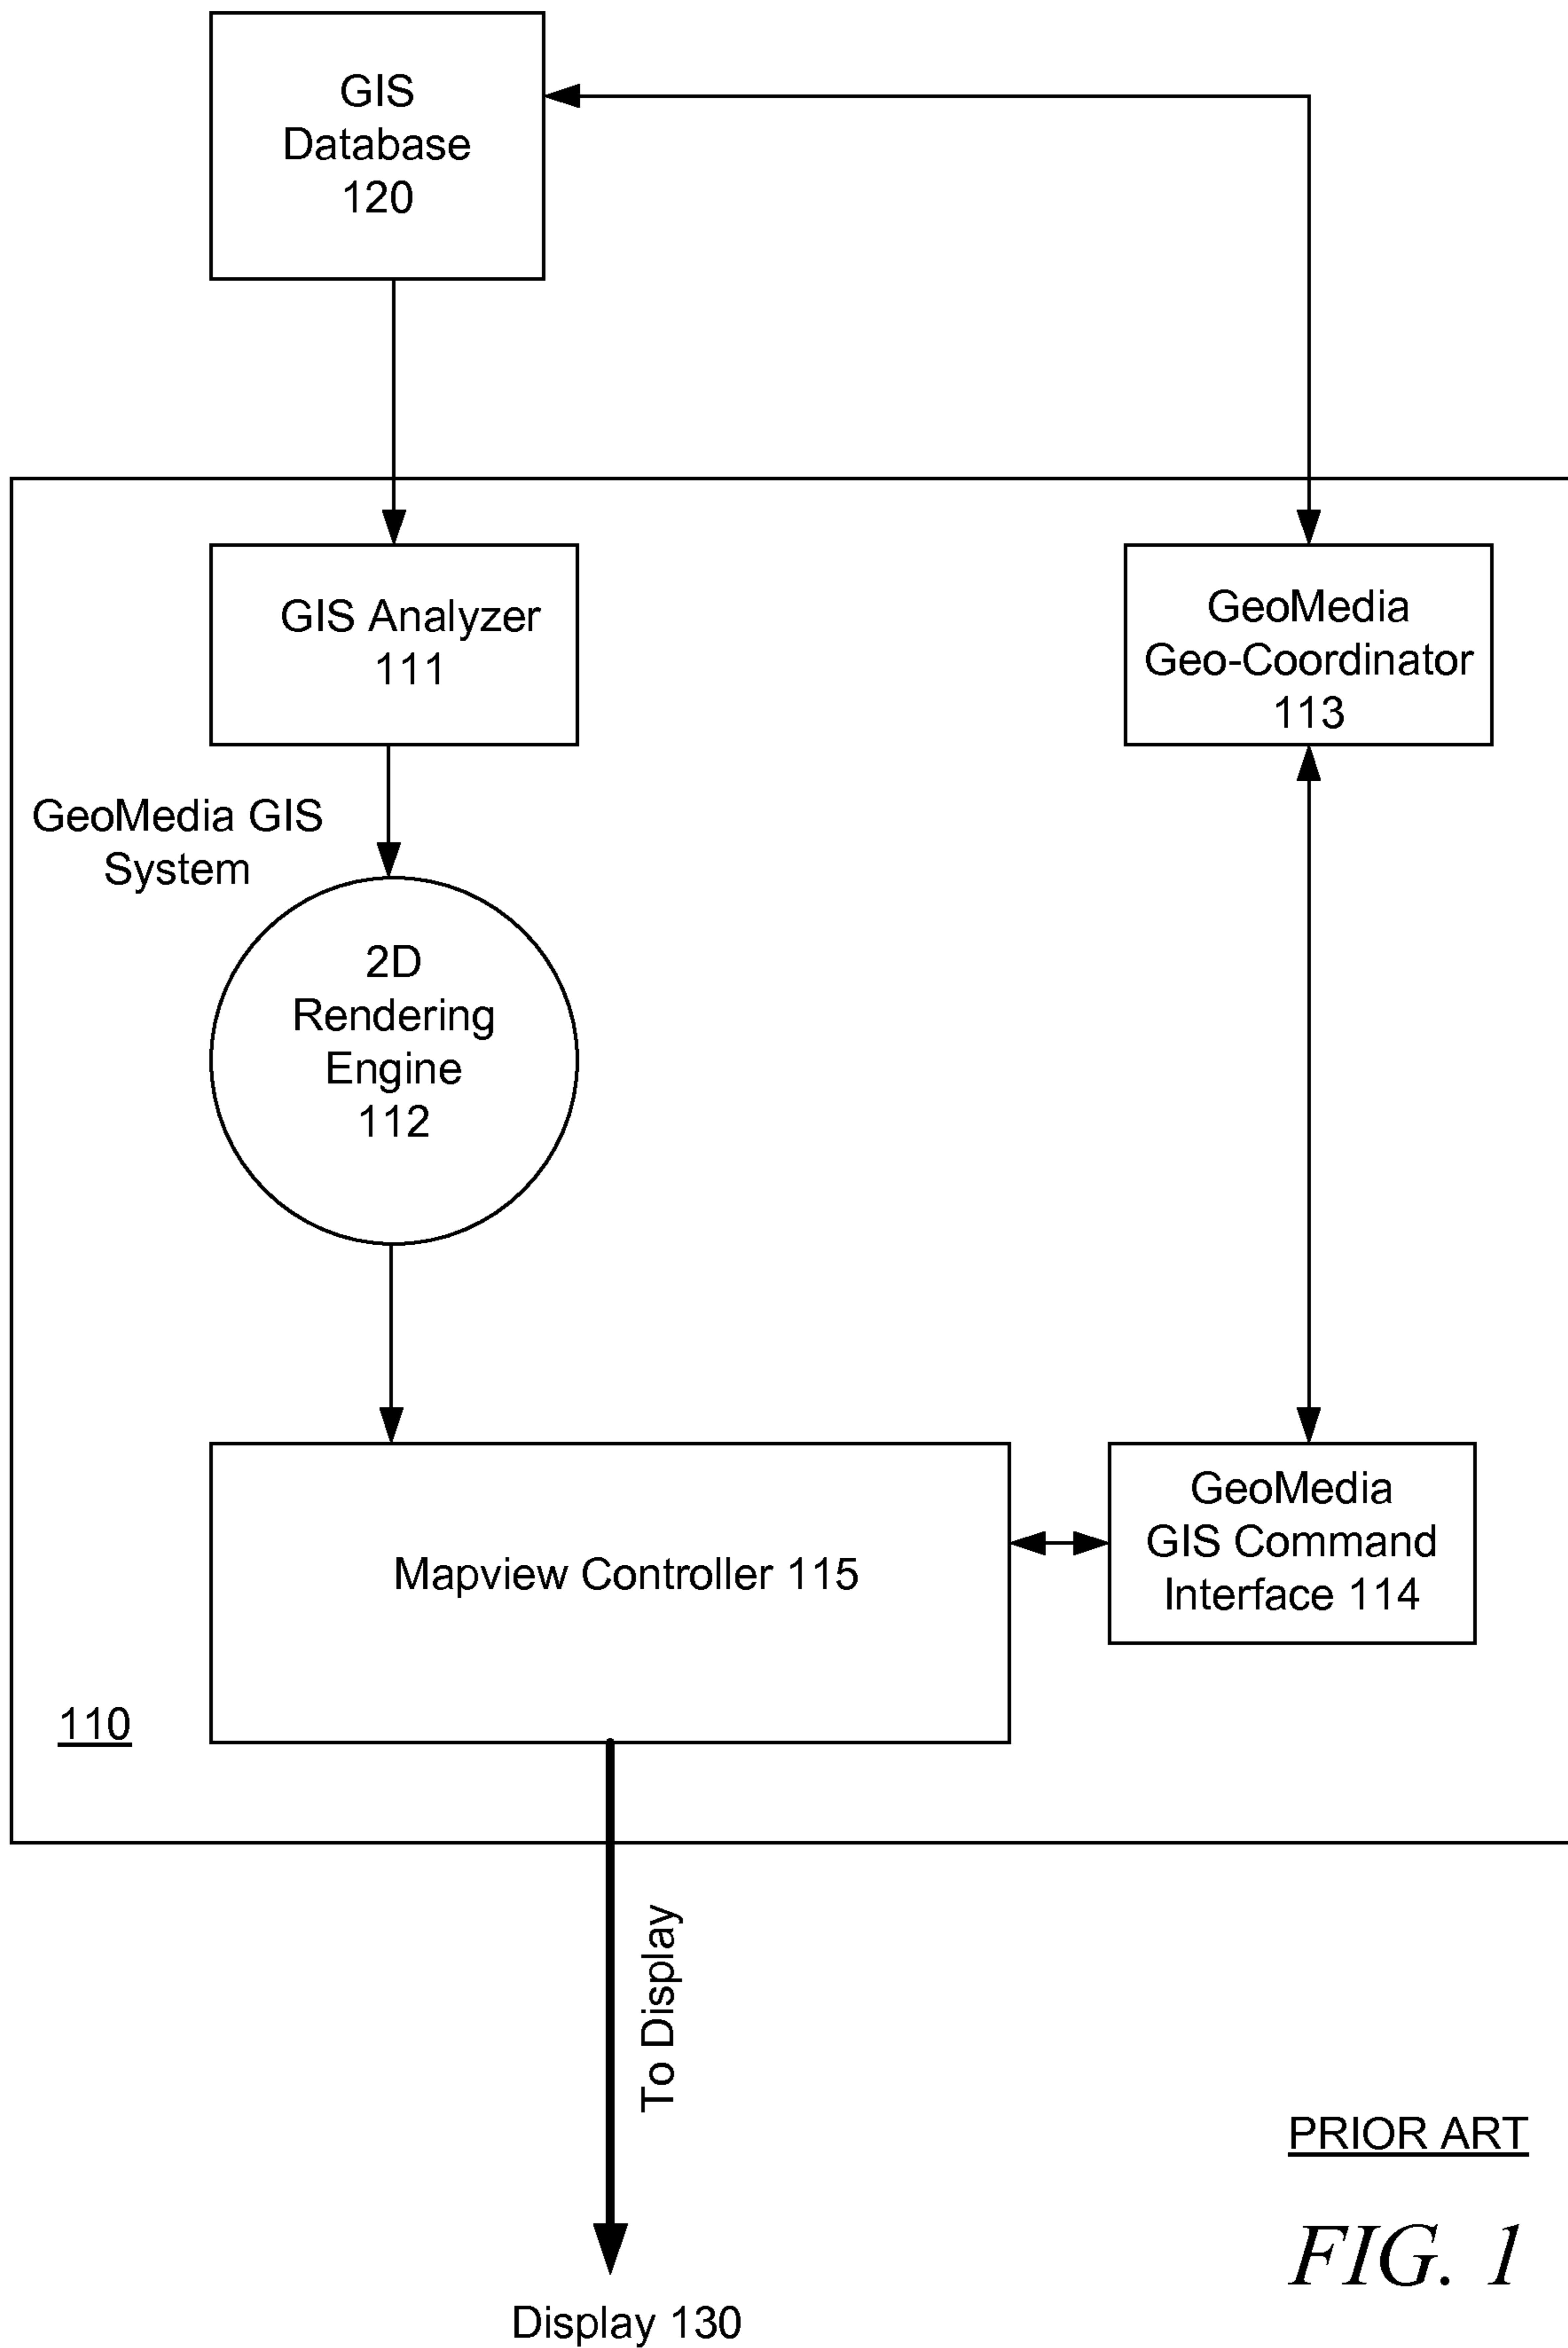 GIS
Database
120
GIS Analyzer
111
GeoMedia
Geo-Coordinator
113
GeoMedia GIS
System
2D
Rendering
Engine
112
Mapview Controller 115
GeoMedia
GIS Command
Interface 114
110
To Display
Display 130
PRIOR ART
FIG. 1